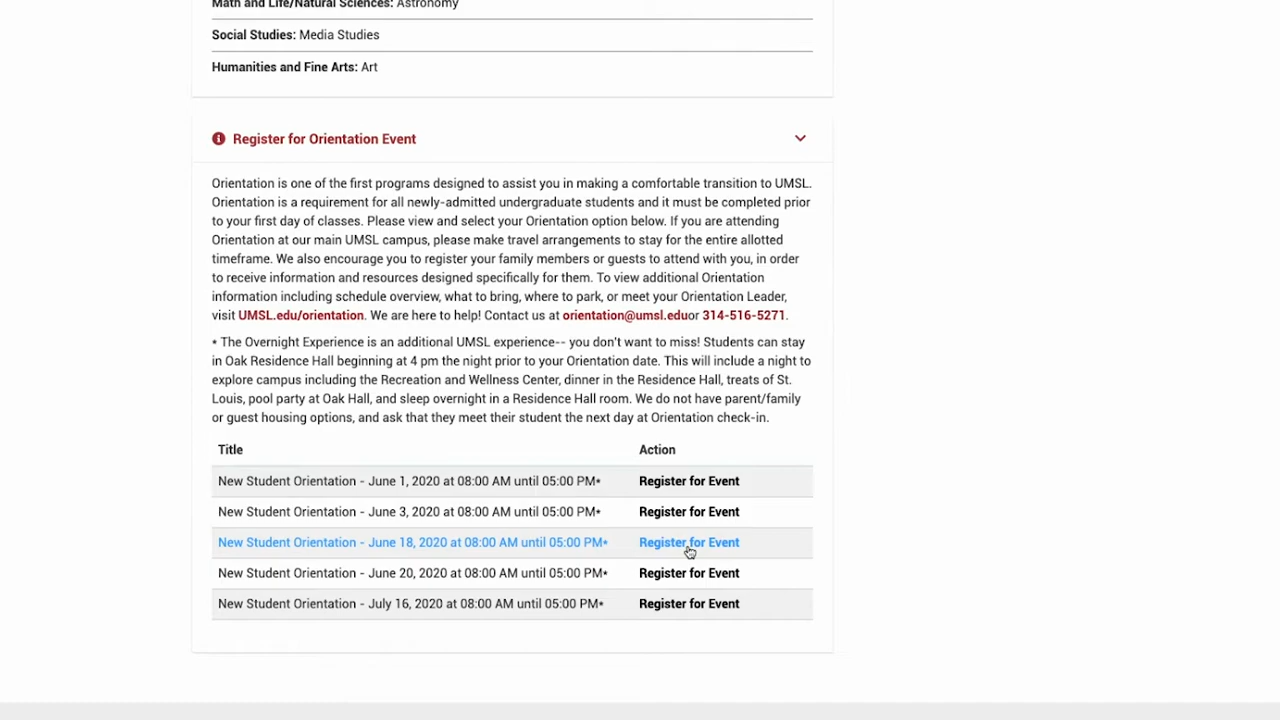 Math and Life/Natural Sciences: Astronomy
Social Studies: Media Studies
Humanities and Fine Arts: Art
Register for Orientation Event
Orientation is one of the first programs designed to assist you in making a comfortable transition to UMSL.
Orientation is a requirement for all newly-admitted undergraduate students and it must be completed prior
to your first day of classes. Please view and select your Orientation option below. If you are attending
Orientation at our main UMSL campus, please make travel arrangements to stay for the entire allotted
timeframe. We also encourage you to register your family members or guests to attend with you, in order
to receive information and resources designed specifically for them. To view additional Orientation
information including schedule overview, what to bring, where to park, or meet your Orientation Leader,
visit UMSL.edu/orientation. We are here to help! Contact us at orientation@umsl.eduor 314-516-5271.
* The Overnight Experience is an additional UMSL experience-- you don't want to miss! Students can stay
in Oak Residence Hall beginning at 4 pm the night prior to your Orientation date. This will include a night to
explore campus including the Recreation and Wellness Center, dinner in the Residence Hall, treats of St.
Louis, pool party at Oak Hall, and sleep overnight in a Residence Hall room. We do not have parent/family
or guest housing options, and ask that they meet their student the next day at Orientation check-in.
Title Action
New Student Orientation - June 1, 2020 at 08:00 AM until 05:00 PM* Register for Event
New Student Orientation - June 3, 2020 at 08:00 AM until 05:00 PM* Register for Event
New Student Orientation - June 18, 2020 at 08:00 AM until 05:00 PM* Register for Event
New Student Orientation - June 20, 2020 at 08:00 AM until 05:00 PM* Register for Event
New Student Orientation - July 16, 2020 at 08:00 AM until 05:00 PM* Register for Event